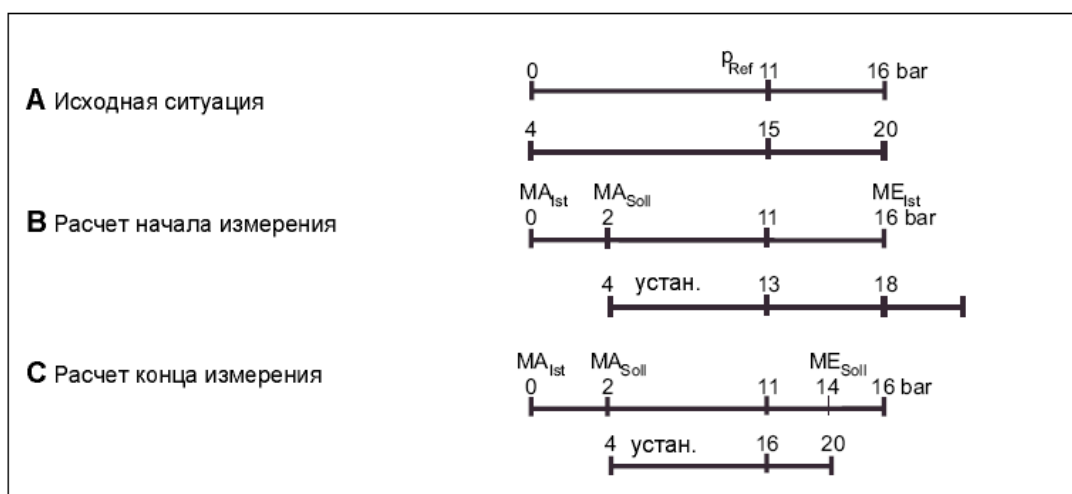 p_Ref
0 11 16 bar
A Исходная ситуация
4 15 20
MA_Ist MA_Soll ME_Ist
0 2 11 16 bar
B Расчет начала измерения
4 устан. 13 18
MA_Ist MA_Soll ME_Soll
C Расчет конца измерения
0 2 11 14 16 bar
4 устан. 16 20